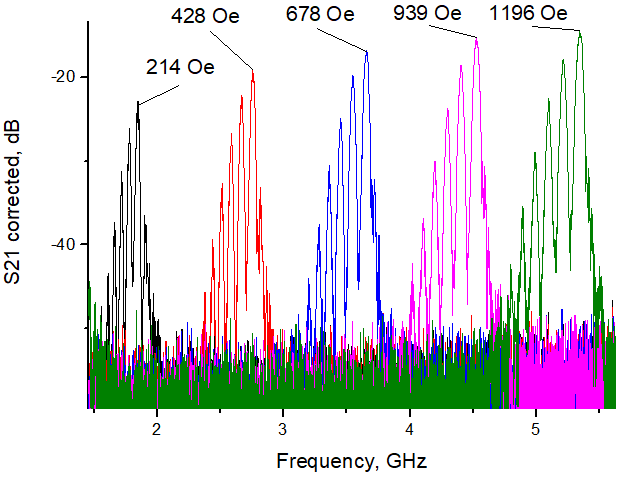 428 Oe
678 Oe
939 Oe
1196 Oe
214 Oe
-20
-40
S21 corrected, dB
2
3
4
5
Frequency, GHz